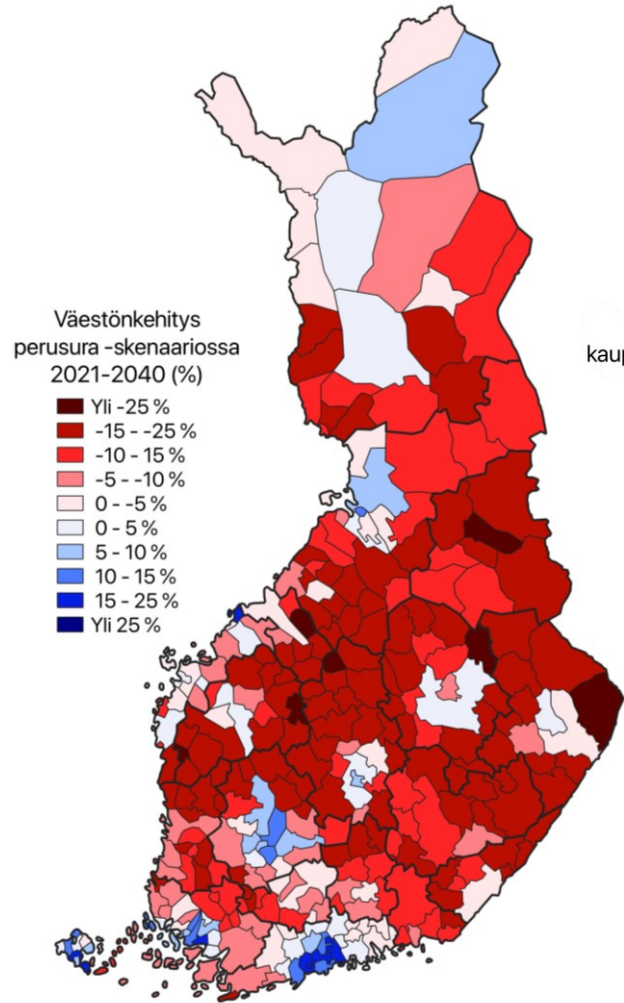 Väestönkehitys
perusura -skenaariossa
2021-2040 (%)
Yli -25 %
-15 - -25 %
-10 - 15 %
-5 - -10 %
0 - -5 %
0 - 5 %
5 - 10 %
10 - 15 %
15 - 25 %
Yli 25 %
kaup